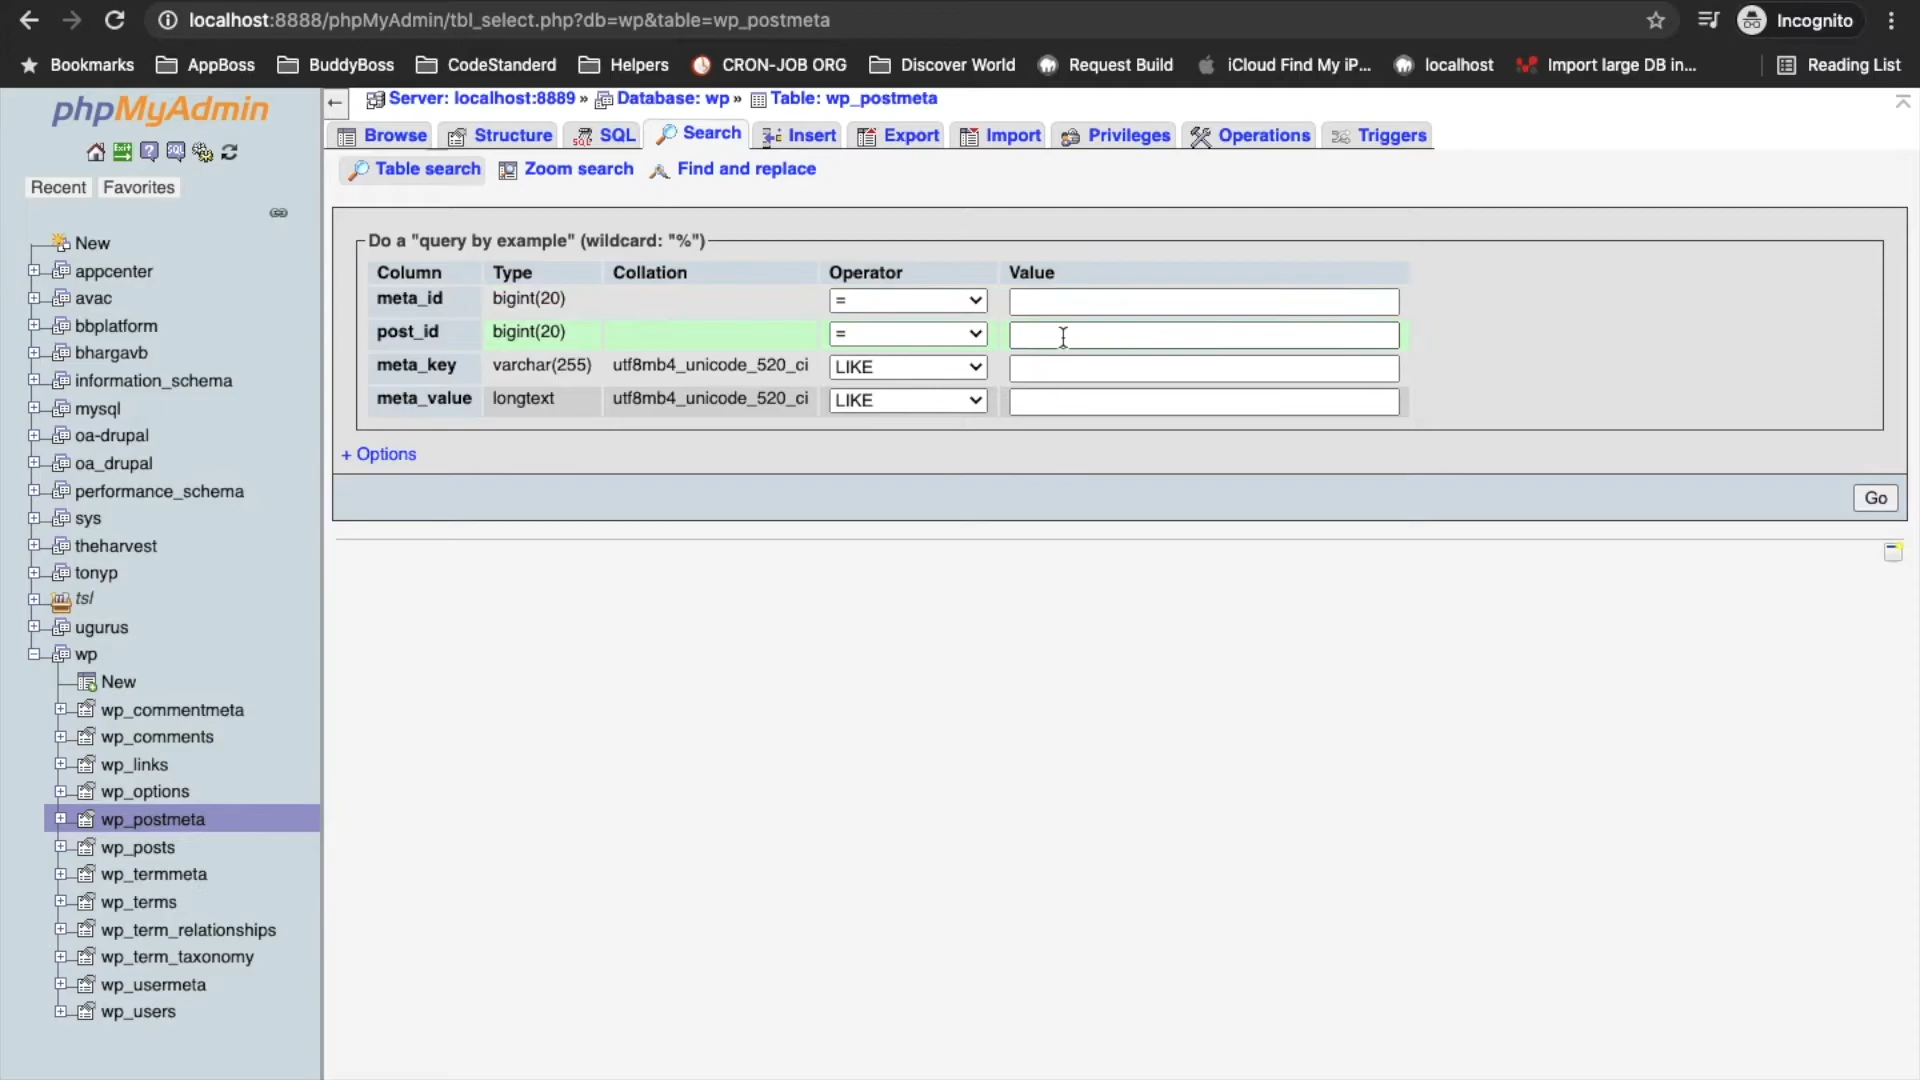 localhost:8888/phpMyAdmin/tbl_select.php?db=wp&table=wp_postmeta
Incognito
Bookmarks
AppBoss
BuddyBoss
CodeStanderd
Helpers
CRON-JOB ORG
Discover World
Request Build
iCloud Find My iP...
localhost
Import large DB in...
Reading List
phpMyAdmin
Recent
Favorites
New
appcenter
avac
bbplatform
bhargavb
information_schema
mysql
oa-drupal
oa_drupal
performance_schema
sys
theharvest
tonyp
tsl
ugurus
wp
New
wp_commentmeta
wp_comments
wp_links
wp_options
wp_postmeta
wp_posts
wp_termmeta
wp_terms
wp_term_relationships
wp_term_taxonomy
wp_usermeta
wp_users
Server: localhost:8889 » Database: wp » Table: wp_postmeta
Browse Structure SQL Search Insert Export Import Privileges Operations Triggers
Table search Zoom search Find and replace
Do a "query by example" (wildcard: "%")
Column Type Collation Operator Value
meta_id bigint(20) =
post_id bigint(20) =
meta_key varchar(255) utf8mb4_unicode_520_ci LIKE
meta_value longtext utf8mb4_unicode_520_ci LIKE
+ Options
Go